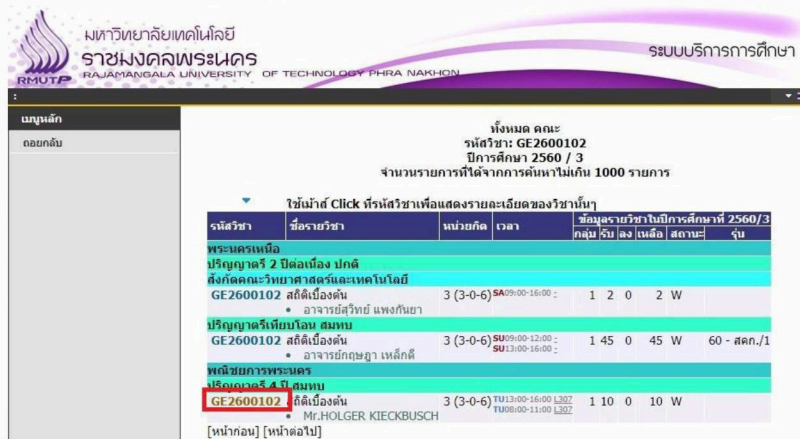 มหาวิทยาลัยเทคโนโลยี
ราชมงคลพระนคร
RAJAMANGALA UNIVERSITY OF TECHNOLOGY PHRA NAKHON
RMUTP
ระบบบริการการศึกษา
:
เมนูหลัก
ถอยกลับ
ทั้งหมด คณะ
รหัสวิชา: GE2600102
ปีการศึกษา 2560 / 3
จำนวนรายการที่ได้จากการค้นหาไม่เกิน 1000 รายการ
ใช้เม้าส์ Click ที่รหัสวิชาเพื่อแสดงรายละเอียดของวิชานั้นๆ
รหัสวิชา ชื่อรายวิชา หน่วยกิต เวลา ข้อมูลรายวิชาในปีการศึกษาที่ 2560/3
กลุ่ม รับ ลง เหลือ สถานะ รุ่น
พระนครเหนือ
ปริญญาตรี 2 ปีต่อเนื่อง ปกติ
สังกัดคณะวิทยาศาสตร์และเทคโนโลยี
GE2600102 สถิติเบื้องต้น 3 (3-0-6) SA09:00-16:00 - 1 2 0 2 W
• อาจารย์สุวิทย์ แพงกันยา
ปริญญาตรีเทียบโอน สมทบ
GE2600102 สถิติเบื้องต้น 3 (3-0-6) SU09:00-12:00 - 1 45 0 45 W 60 - สคก./1
SU13:00-16:00 -
• อาจารย์กฤษฎา เหล็กดี
พณิชยการพระนคร
ปริญญาตรี 4 ปี สมทบ
GE2600102 สถิติเบื้องต้น 3 (3-0-6) TU13:00-16:00 L307 1 10 0 10 W
TU08:00-11:00 L307
• Mr.HOLGER KIECKBUSCH
[หน้าก่อน] [หน้าต่อไป]